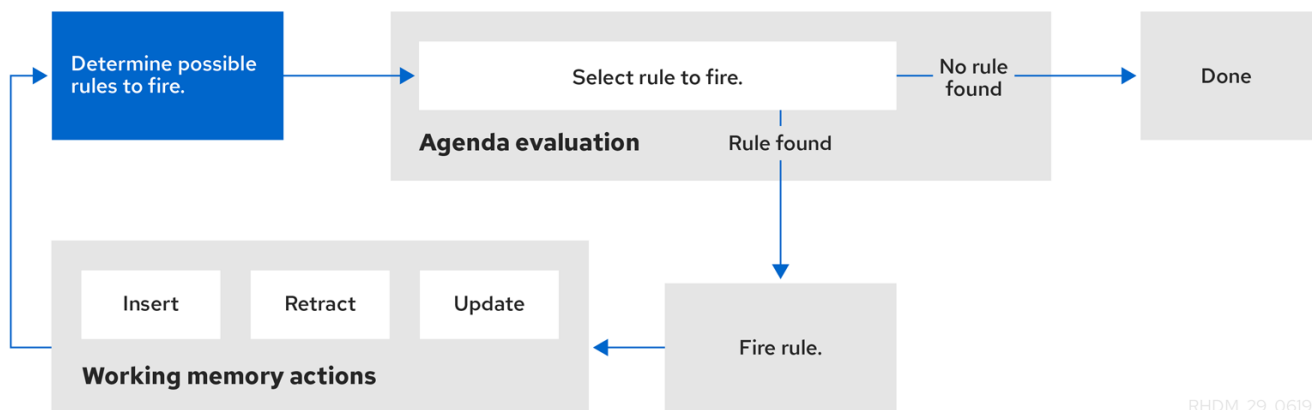 Determine possible
rules to fire.
Select rule to fire.
No rule
found
Done
Agenda evaluation
Rule found
Insert
Retract
Update
Fire rule.
Working memory actions
RHDM_29_0619